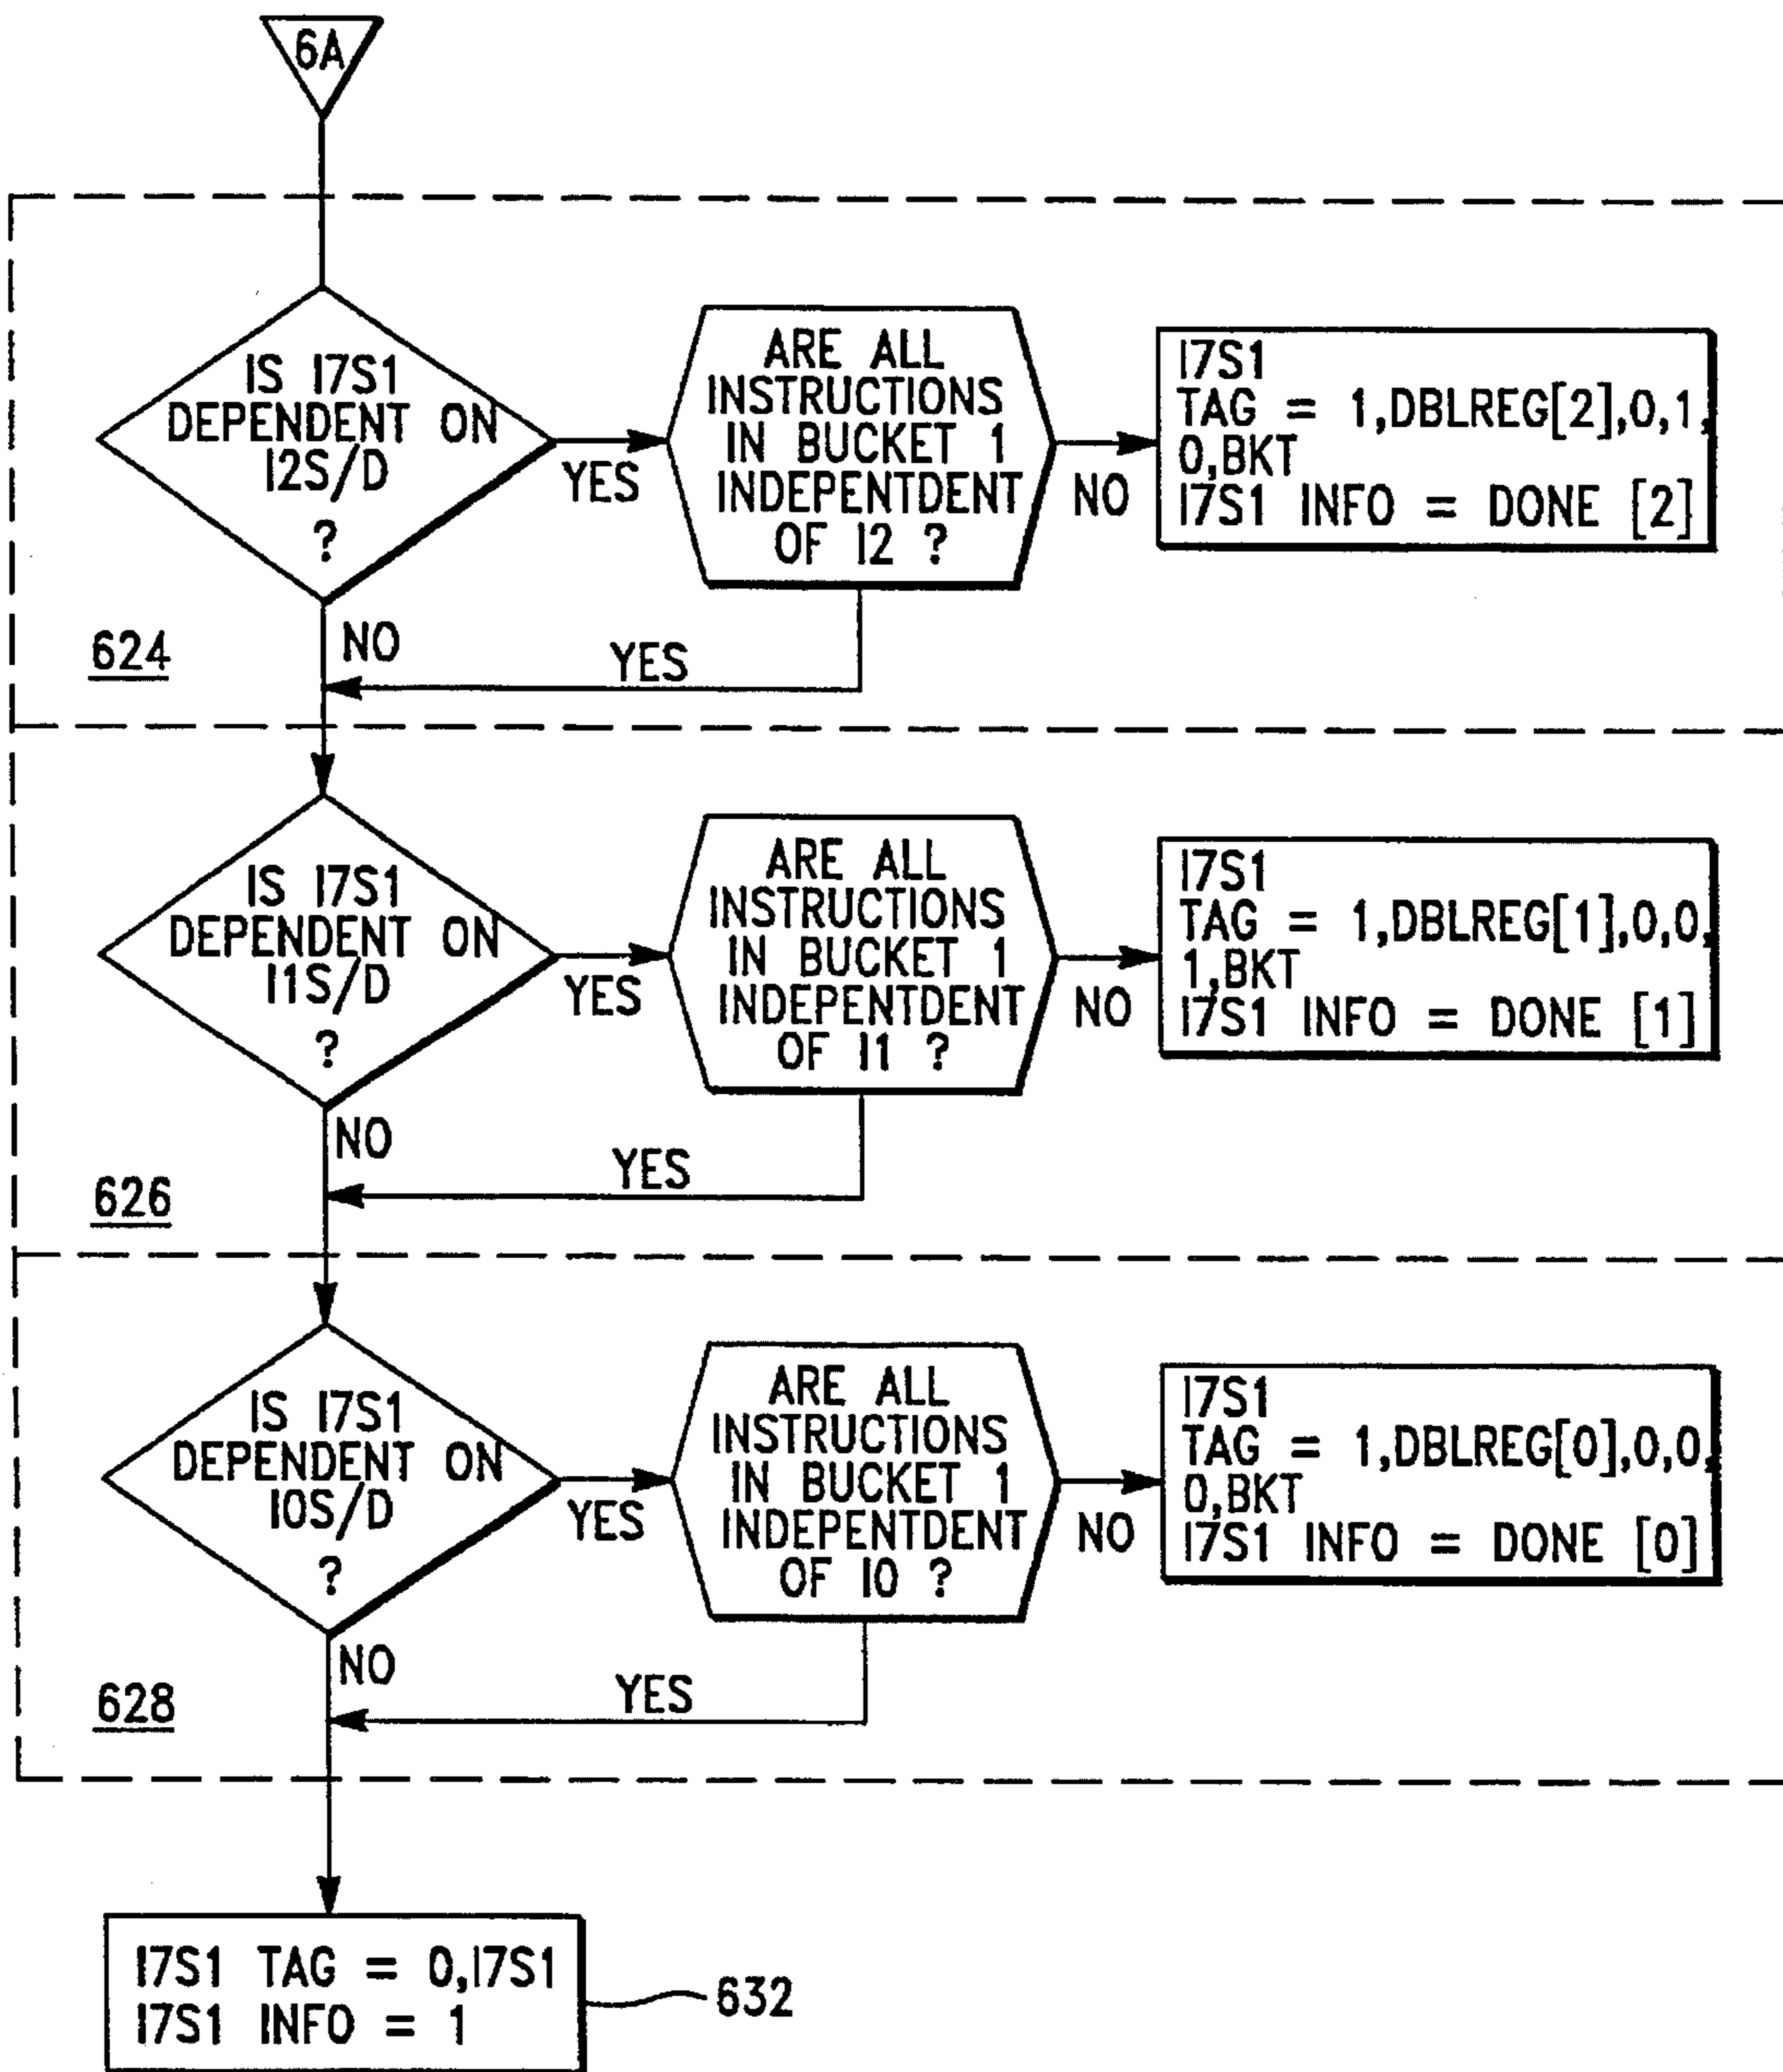 6A
IS I7S1
DEPENDENT ON
I2S/D
?
YES
NO
ARE ALL
INSTRUCTIONS
IN BUCKET 1
INDEPENTDENT
OF I2 ?
NO
YES
I7S1
TAG = 1,DBLREG[2],0,1,
0,BKT
I7S1 INFO = DONE [2]
624
IS I7S1
DEPENDENT ON
I1S/D
?
YES
NO
ARE ALL
INSTRUCTIONS
IN BUCKET 1
INDEPENTDENT
OF I1 ?
NO
YES
I7S1
TAG = 1,DBLREG[1],0,0,
1,BKT
I7S1 INFO = DONE [1]
626
IS I7S1
DEPENDENT ON
I0S/D
?
YES
NO
ARE ALL
INSTRUCTIONS
IN BUCKET 1
INDEPENTDENT
OF I0 ?
NO
YES
I7S1
TAG = 1,DBLREG[0],0,0,
0,BKT
I7S1 INFO = DONE [0]
628
I7S1 TAG = 0,I7S1
I7S1 INFO = 1
632